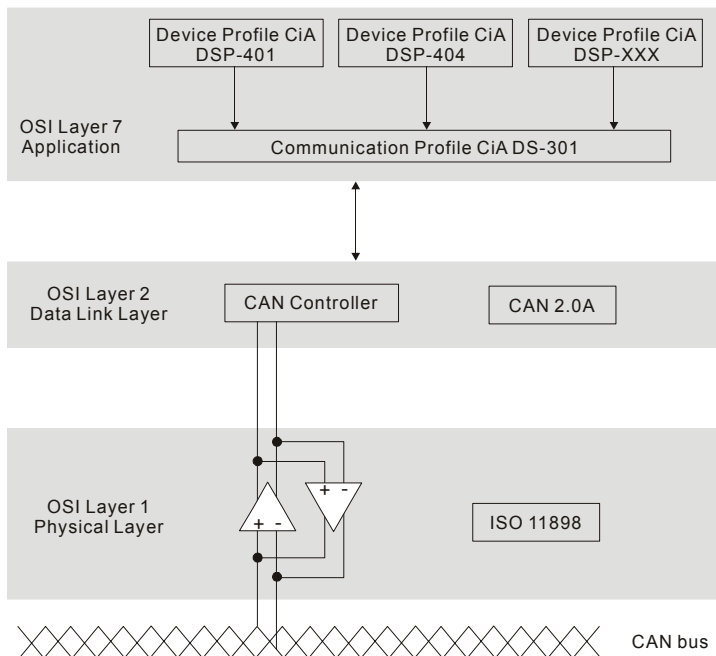 Device Profile CiA
DSP-401
Device Profile CiA
DSP-404
Device Profile CiA
DSP-XXX
OSI Layer 7
Application
Communication Profile CiA DS-301
OSI Layer 2
Data Link Layer
CAN Controller
CAN 2.0A
OSI Layer 1
Physical Layer
+ -
+ -
ISO 11898
CAN bus